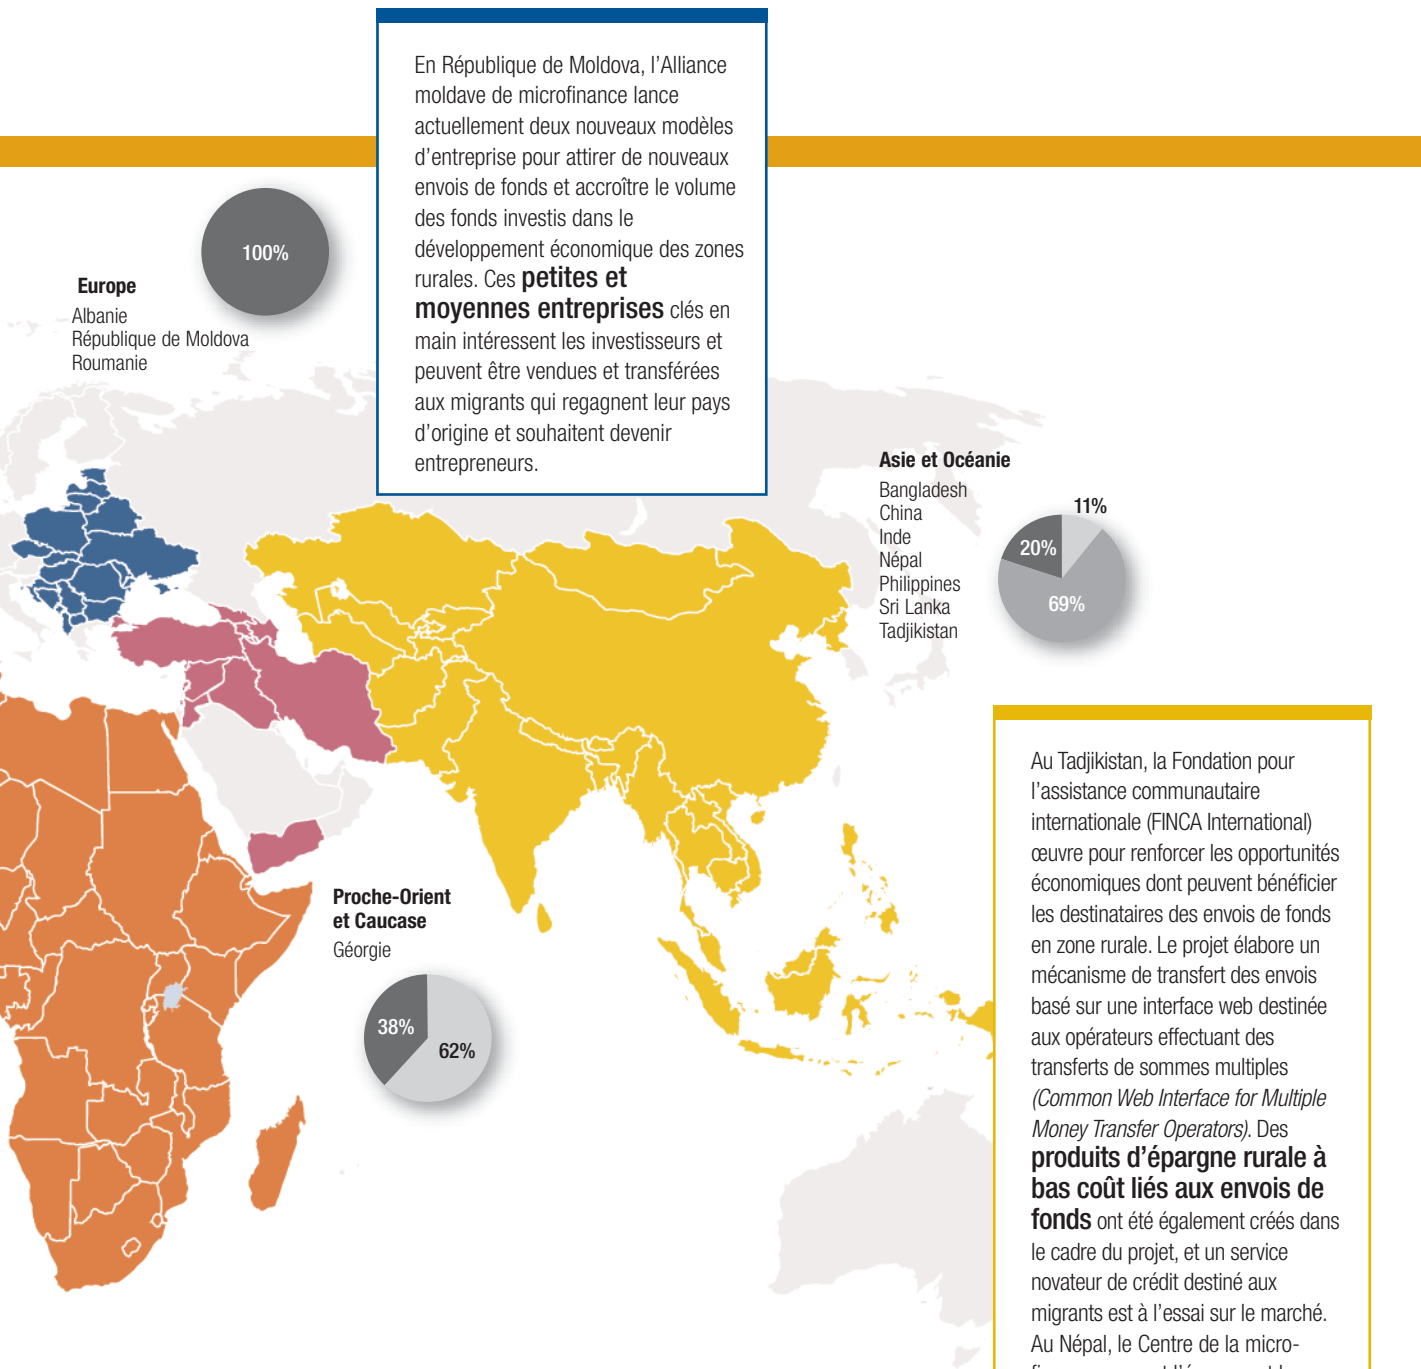 En République de Moldova, l’Alliance
moldave de microfinance lance
actuellement deux nouveaux modèles
d’entreprise pour attirer de nouveaux
envois de fonds et accroître le volume
des fonds investis dans le
développement économique des zones
rurales. Ces petites et
moyennes entreprises clés en
main intéressent les investisseurs et
peuvent être vendues et transférées
aux migrants qui regagnent leur pays
d’origine et souhaitent devenir
entrepreneurs.
100%
Europe
Albanie
République de Moldova
Roumanie
Asie et Océanie
Bangladesh
China
Inde
Népal
Philippines
Sri Lanka
Tadjikistan
11%
20%
69%
Proche-Orient
et Caucase
Géorgie
38%
62%
Au Tadjikistan, la Fondation pour
l’assistance communautaire
internationale (FINCA International)
œuvre pour renforcer les opportunités
économiques dont peuvent bénéficier
les destinataires des envois de fonds
en zone rurale. Le projet élabore un
mécanisme de transfert des envois
basé sur une interface web destinée
aux opérateurs effectuant des
transferts de sommes multiples
(Common Web Interface for Multiple
Money Transfer Operators). Des
produits d’épargne rurale à
bas coût liés aux envois de
fonds ont été également créés dans
le cadre du projet, et un service
novateur de crédit destiné aux
migrants est à l’essai sur le marché.
Au Népal, le Centre de la micro-